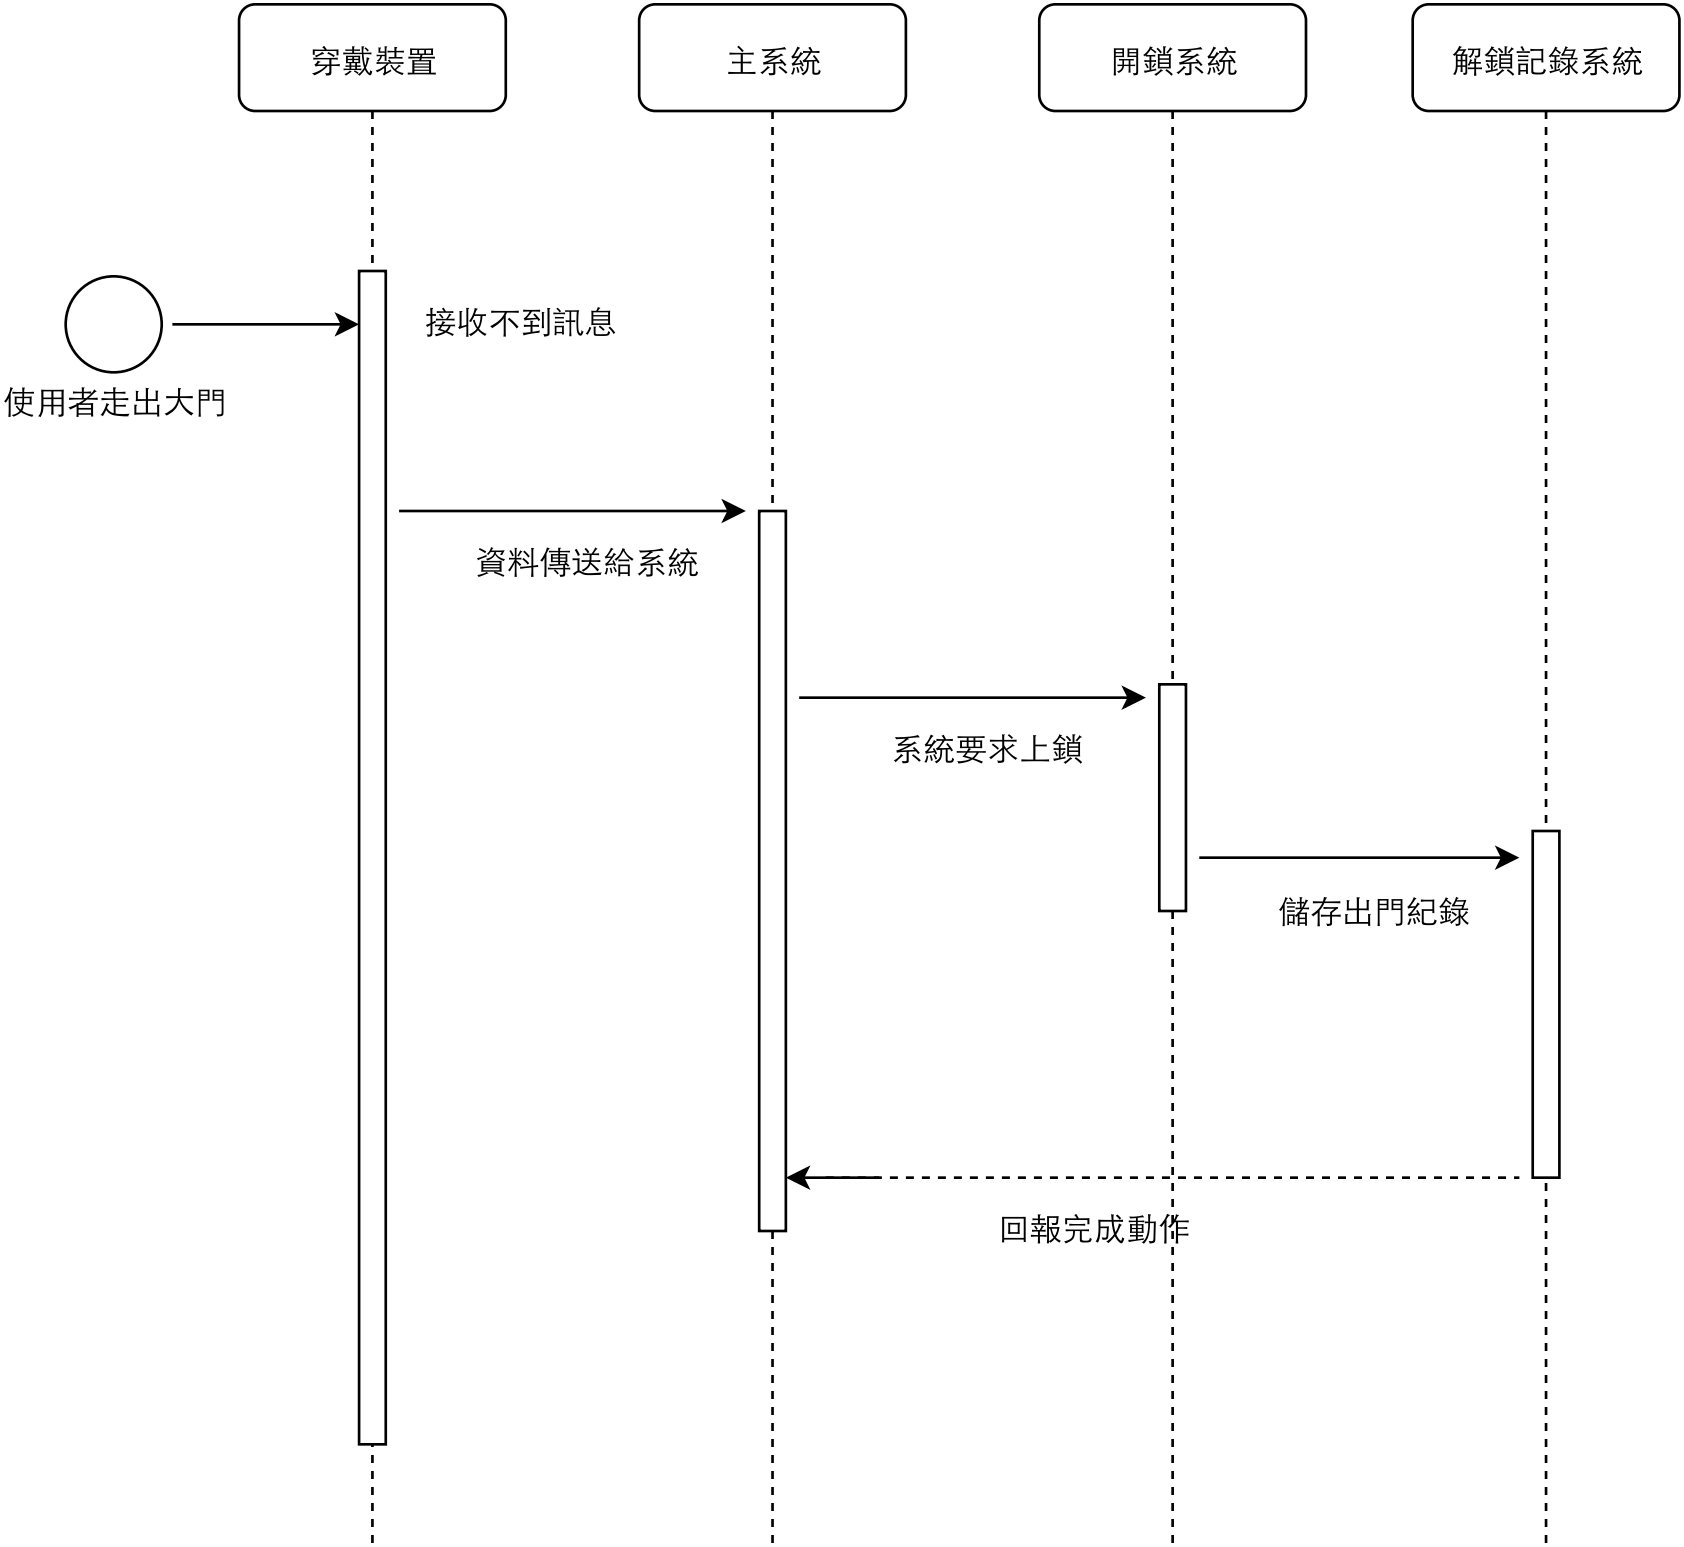 穿戴裝置
主系統
開鎖系統
解鎖記錄系統
接收不到訊息
使用者走出大門
資料傳送給系統
系統要求上鎖
儲存出門紀錄
回報完成動作